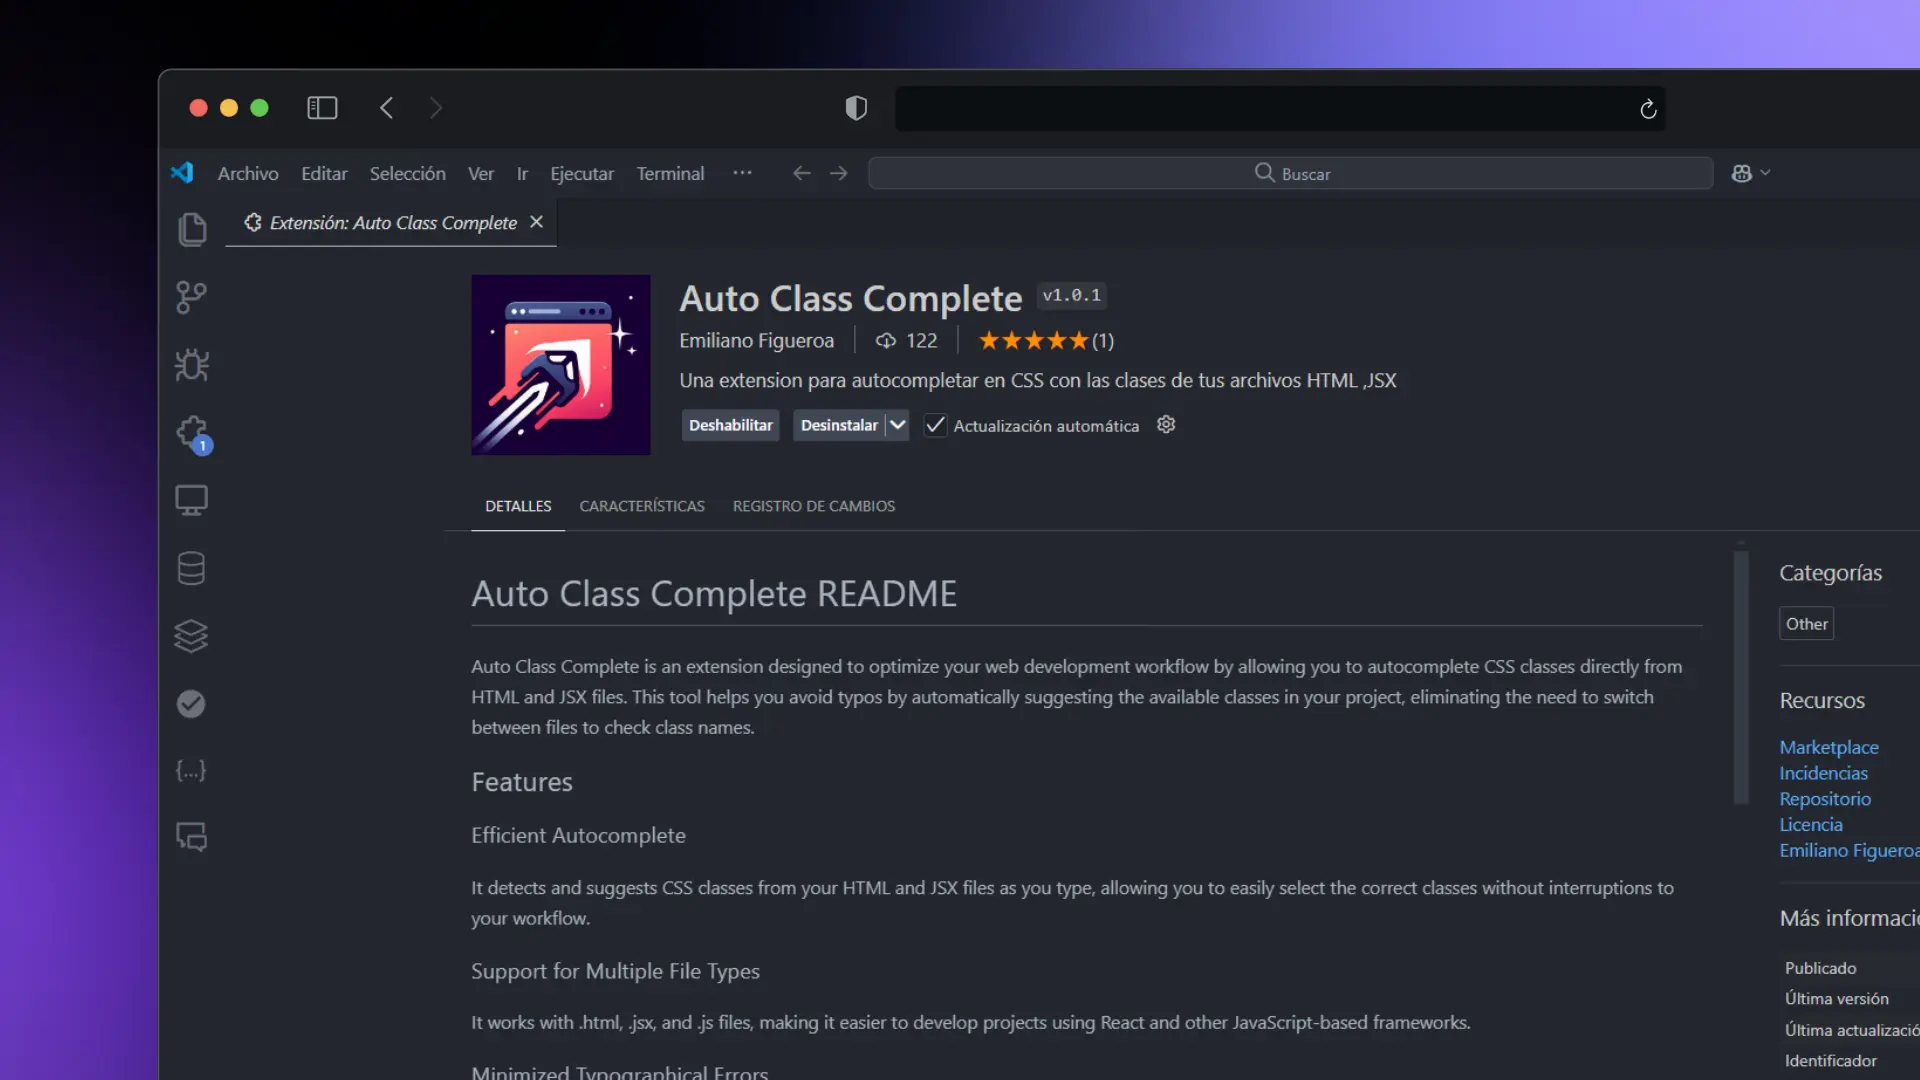 Archivo Editar Selección Ver Ir Ejecutar Terminal ··· Buscar
Extensión: Auto Class Complete
1
Auto Class Complete v1.0.1
Emiliano Figueroa 122 (1)
Una extension para autocompletar en CSS con las clases de tus archivos HTML ,JSX
Deshabilitar Desinstalar Actualización automática
DETALLES CARACTERÍSTICAS REGISTRO DE CAMBIOS
Auto Class Complete README
Auto Class Complete is an extension designed to optimize your web development workflow by allowing you to autocomplete CSS classes directly from
HTML and JSX files. This tool helps you avoid typos by automatically suggesting the available classes in your project, eliminating the need to switch
between files to check class names.
Features
Efficient Autocomplete
It detects and suggests CSS classes from your HTML and JSX files as you type, allowing you to easily select the correct classes without interruptions to
your workflow.
Support for Multiple File Types
It works with .html, .jsx, and .js files, making it easier to develop projects using React and other JavaScript-based frameworks.
Minimized Typographical Errors
Categorías
Other
Recursos
Marketplace
Incidencias
Repositorio
Licencia
Emiliano Figueroa
Más informació
Publicado
Última versión
Última actualizació
Identificador